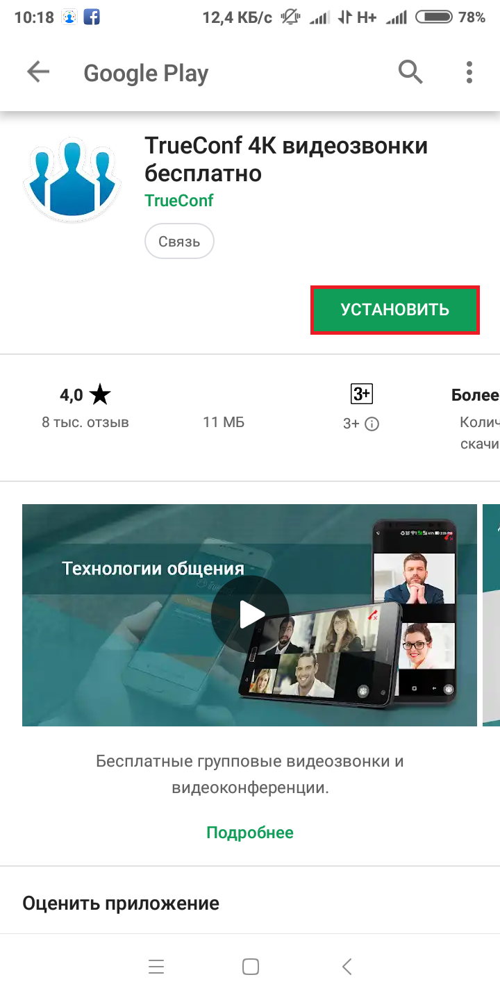 10:18 12,4 КБ/с H+ 78%
Google Play
TrueConf 4К видеозвонки
бесплатно
TrueConf
Связь
УСТАНОВИТЬ
4,0 ★ 3+ Более
8 тыс. отзыв 11 МБ 3+ Колич
скачи
Технологии общения
Бесплатные групповые видеозвонки и
видеоконференции.
Подробнее
Оценить приложение